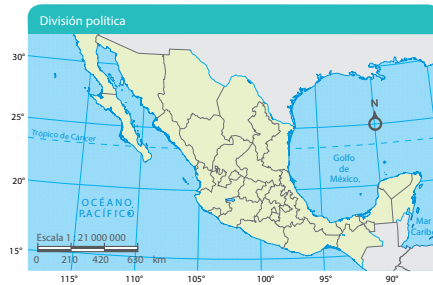 División política
30°
25°
Trópico de Cáncer
20°
15°
N
Golfo
de
México
OCÉANO
PACÍFICO
Mar
Caribe
Escala 1 : 21 000 000
0 210 420 630 km
115° 110° 105° 100° 95° 90°